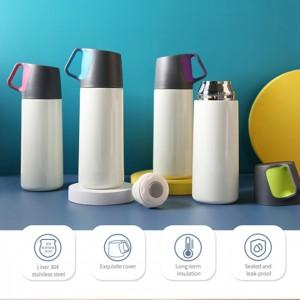 Liner 304
stainless steel
Exquisite cover
Long-term
insulation
Sealed and
leak-proof